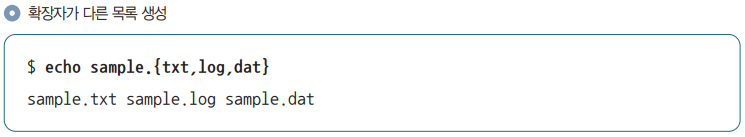 확장자가 다른 목록 생성
$ echo sample.{txt,log,dat}
sample.txt sample.log sample.dat